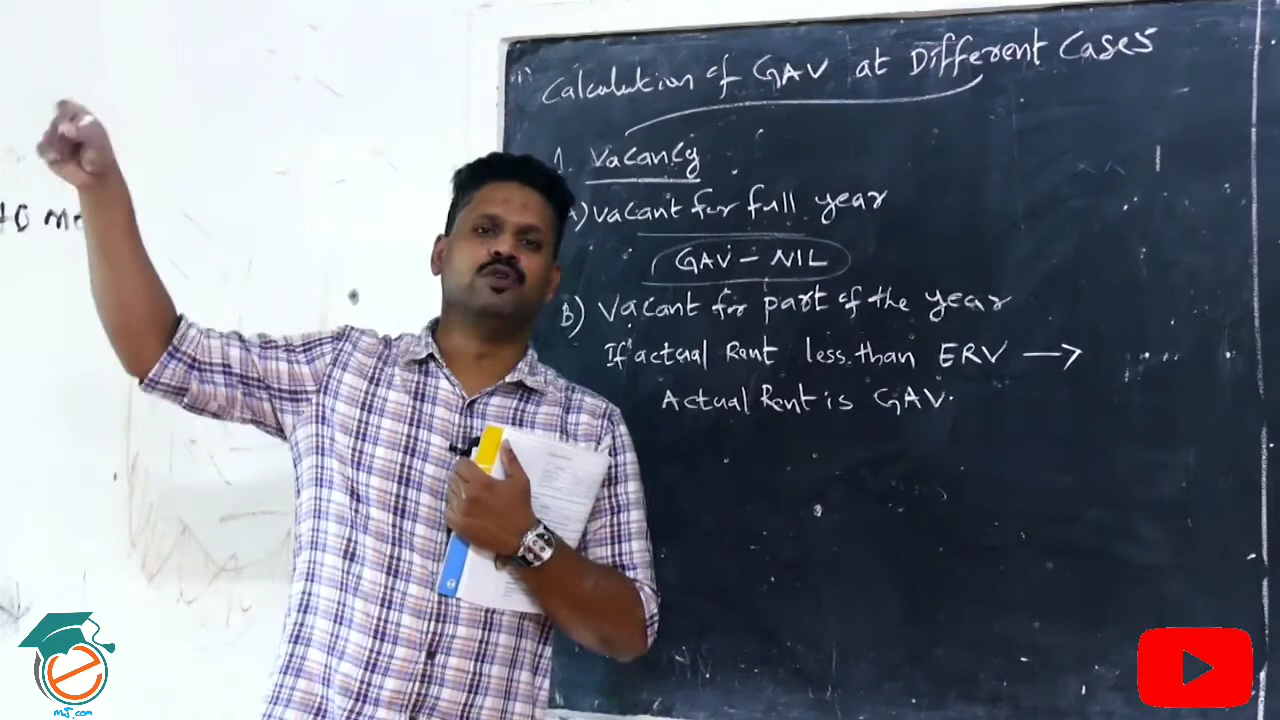 Calculation of GAV at Different Cases
1. Vacancy
A) Vacant for full year
GAV - NIL
B) Vacant for part of the year
If actual Rent less than ERV →
Actual Rent is GAV.